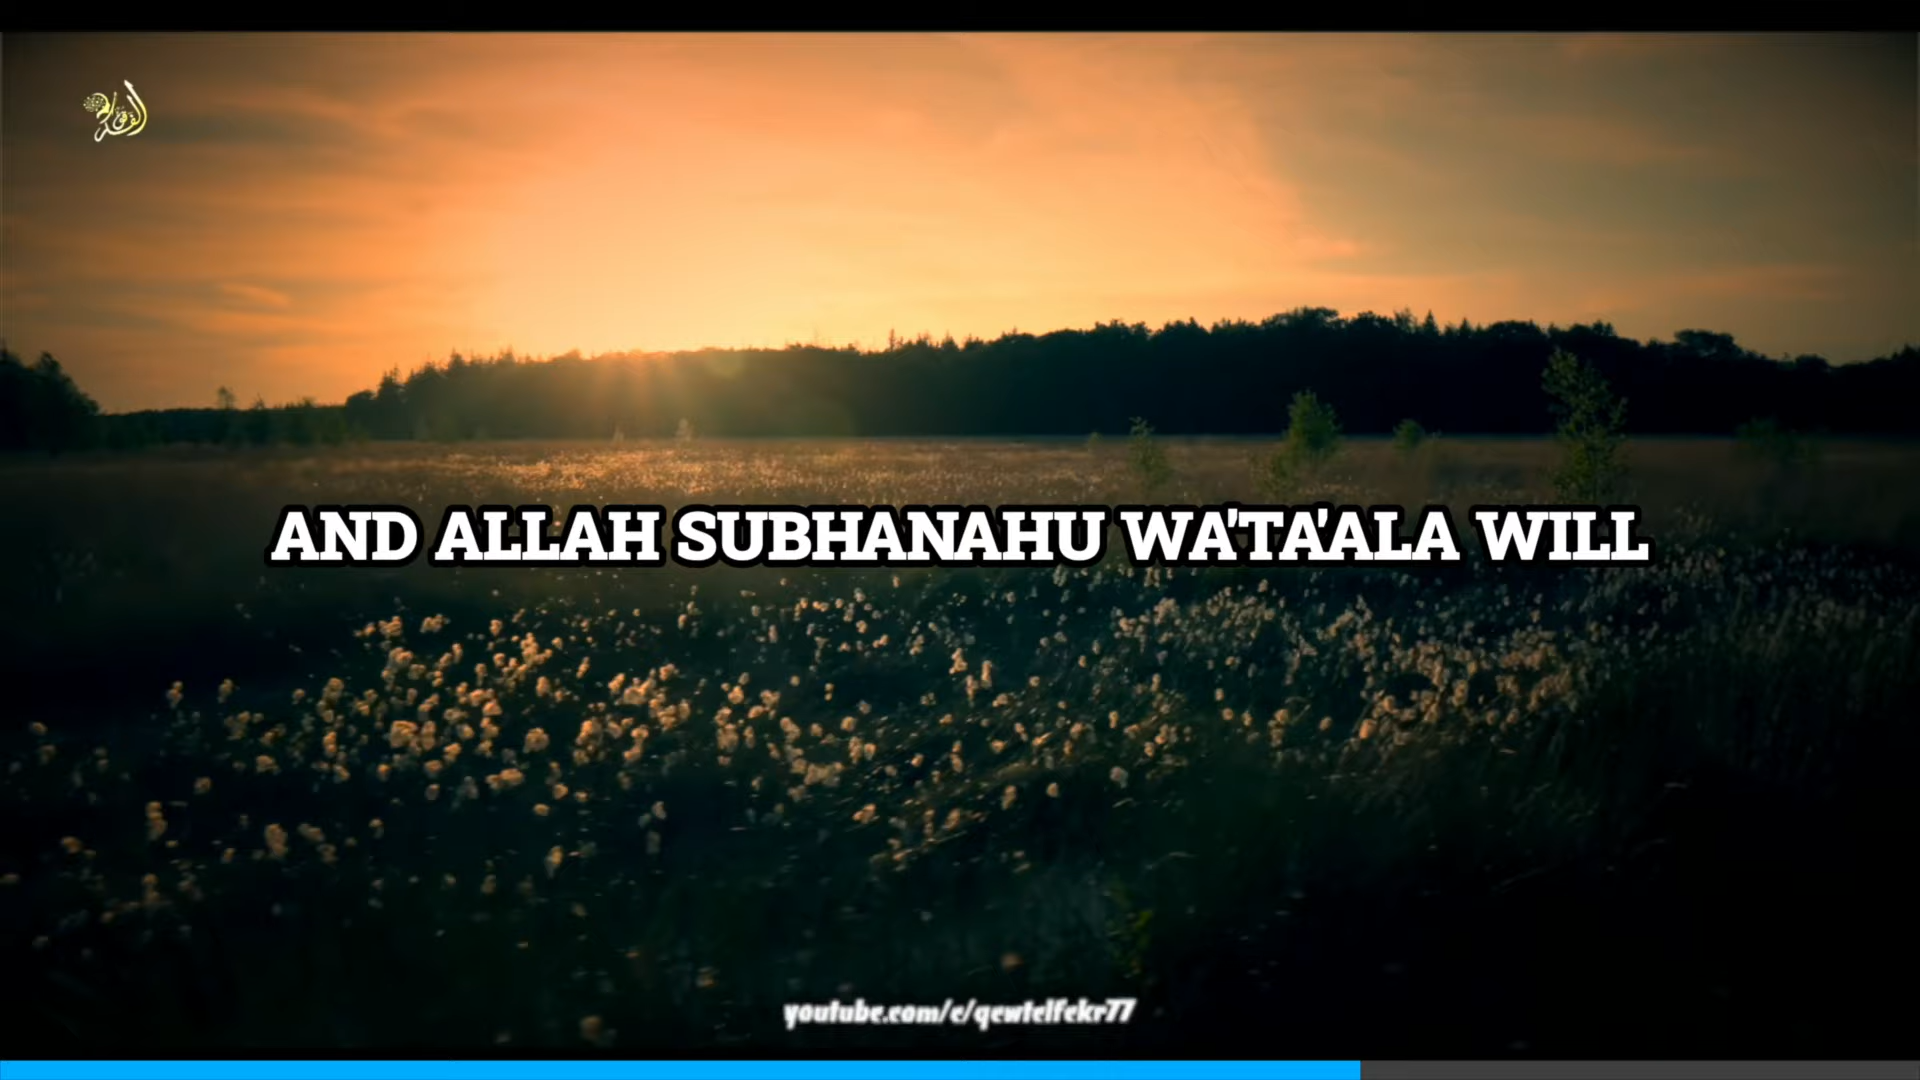 AND ALLAH SUBHANAHU WA'TA'ALA WILL
youtube.com/c/qewtelfekr77